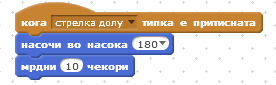 кога стрелка долу типка е притисната
насочи во насока 180
мрдни 10 чекори